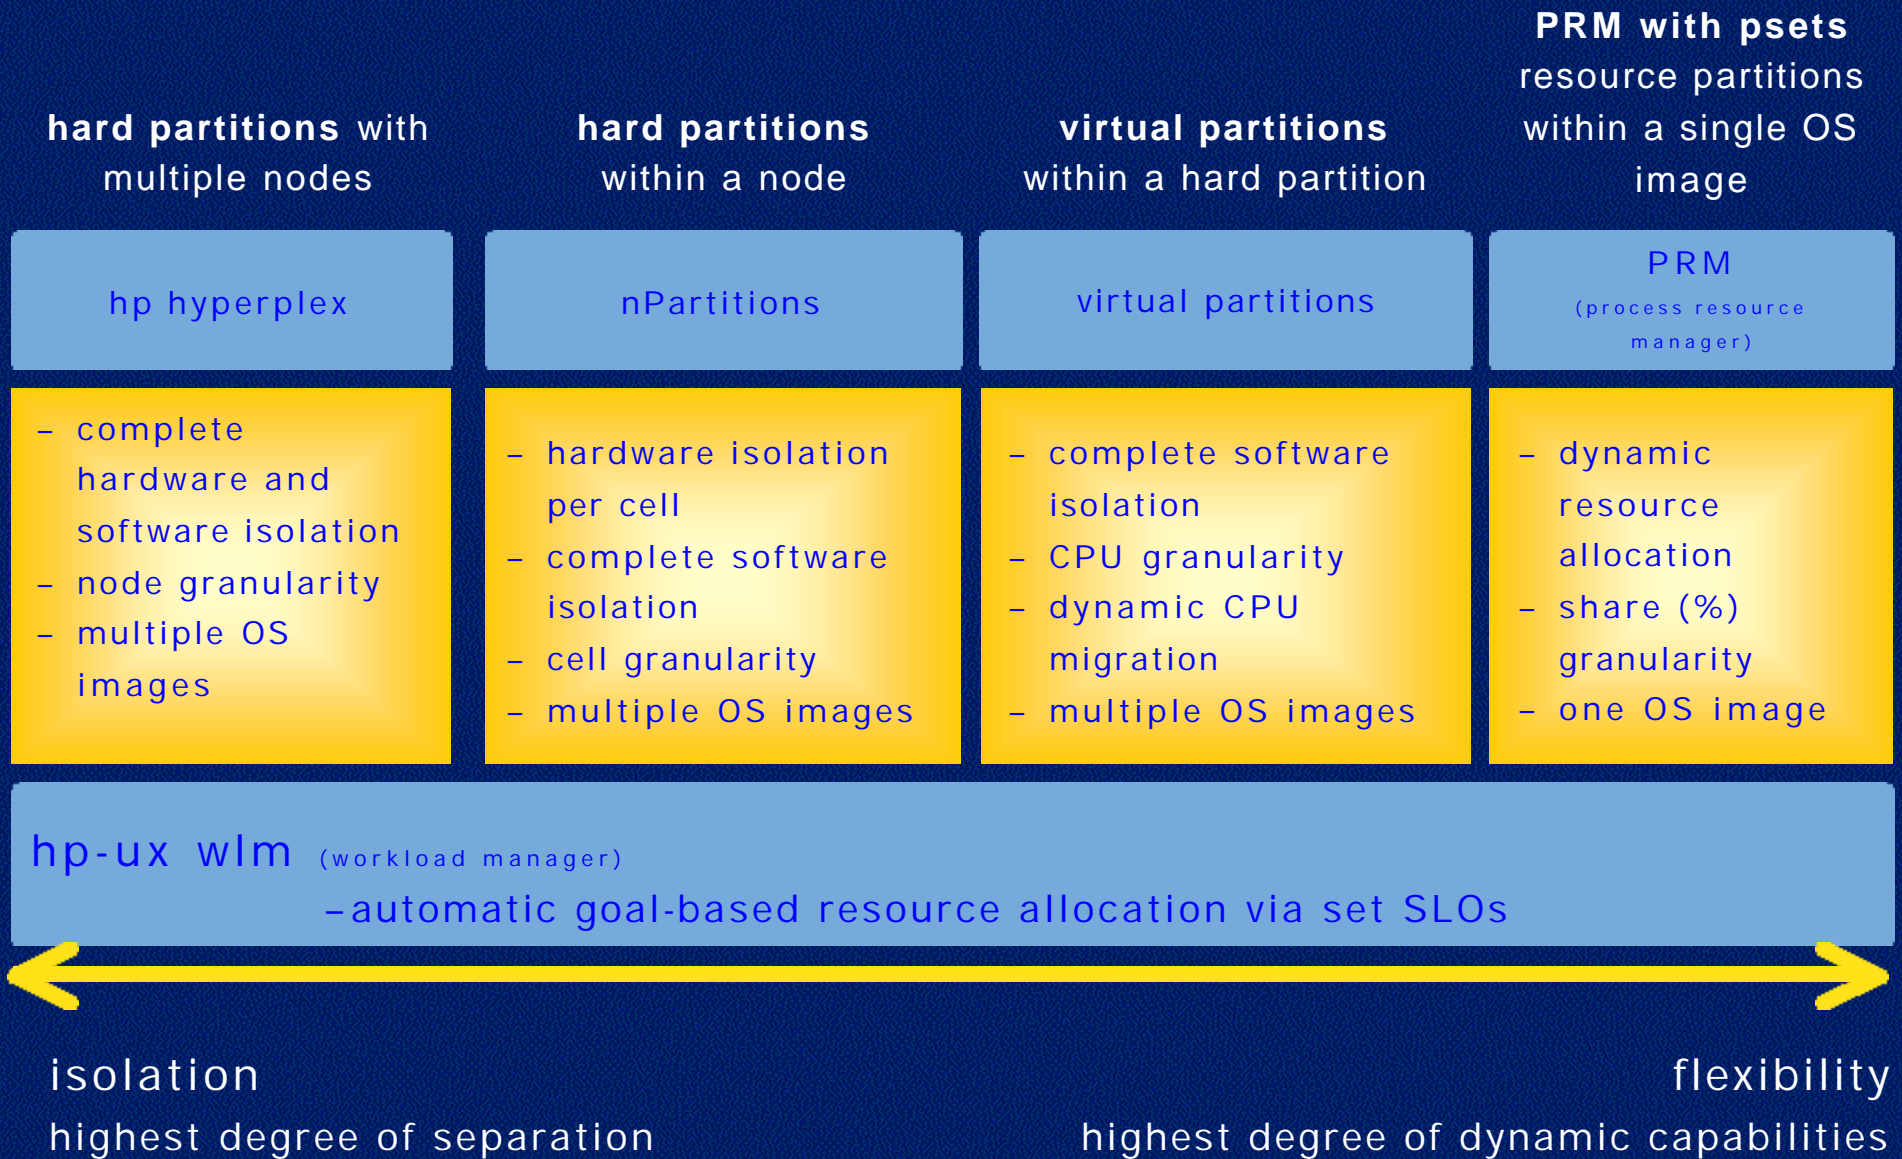 hard partitions with
multiple nodes
hard partitions
within a node
virtual partitions
within a hard partition
PRM with psets
resource partitions
within a single OS
image
hp hyperplex
nPartitions
virtual partitions
PRM
(process resource
manager)
– complete
hardware and
software isolation
– node granularity
– multiple OS
images
– hardware isolation
per cell
– complete software
isolation
– cell granularity
– multiple OS images
– complete software
isolation
– CPU granularity
– dynamic CPU
migration
– multiple OS images
– dynamic
resource
allocation
– share (%)
granularity
– one OS image
hp-ux wlm (workload manager)
–automatic goal-based resource allocation via set SLOs
isolation
highest degree of separation
flexibility
highest degree of dynamic capabilities